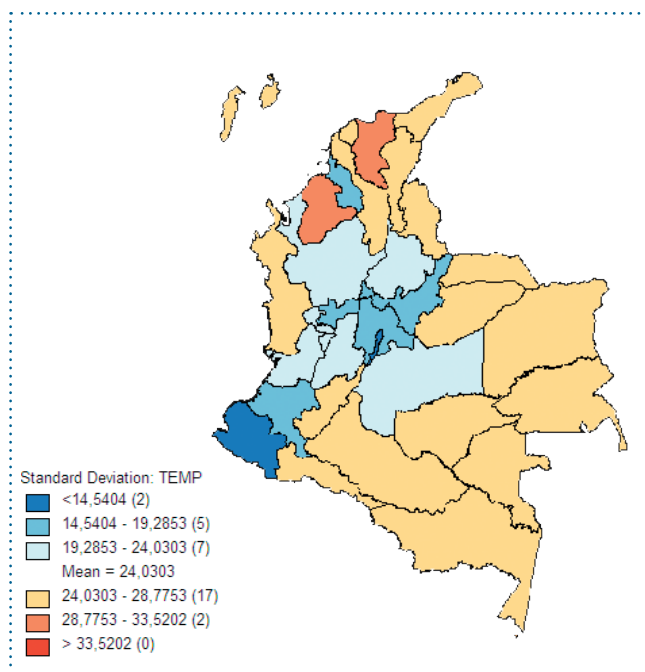 Standard Deviation: TEMP
<14,5404 (2)
14,5404 - 19,2853 (5)
19,2853 - 24,0303 (7)
Mean = 24,0303
24,0303 - 28,7753 (17)
28,7753 - 33,5202 (2)
> 33,5202 (0)